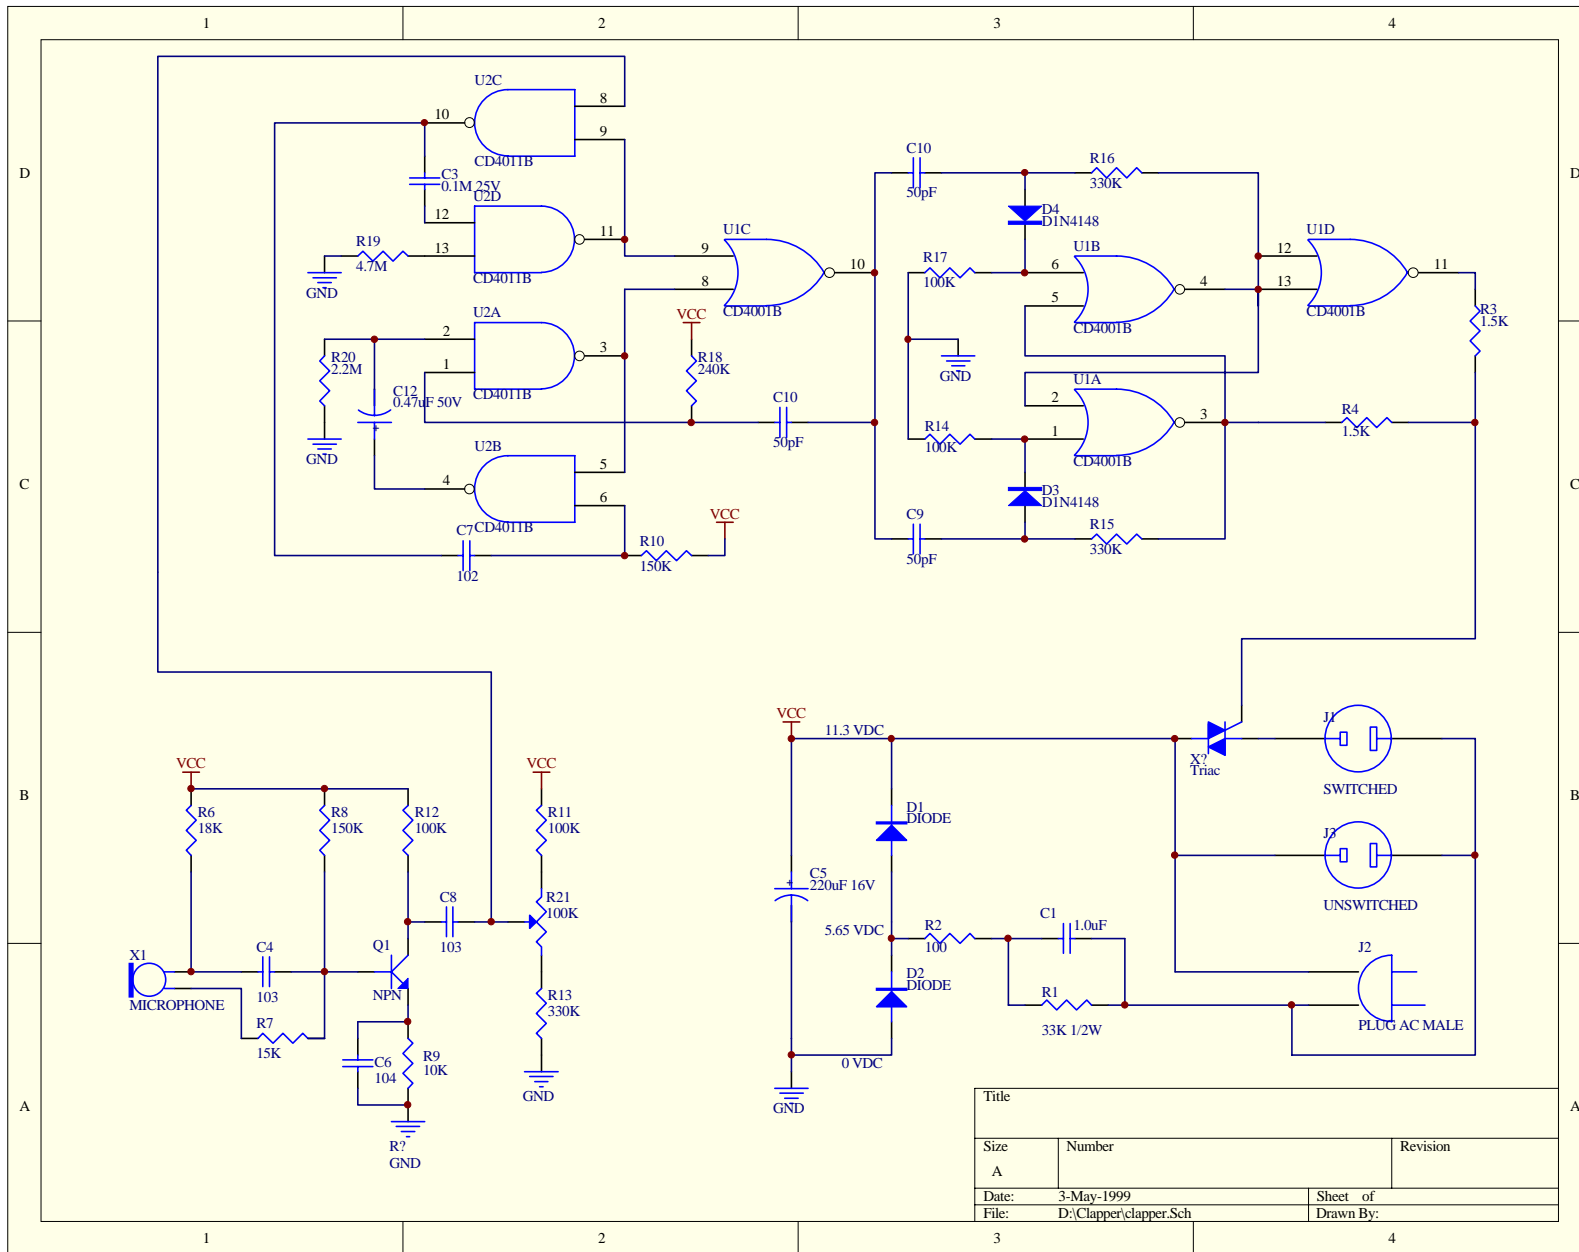 1
2
3
4
D
D
C
C
B
B
A
A
U2C
8
9
10
CD4011B
C3
0.1M 25V
U2D
12
13
11
R19
4.7M
GND
CD4011B
U2A
2
1
3
R20
2.2M
C12
0.47uF 50V
CD4011B
GND
U2B
4
5
6
CD4011B
C7
102
R10
150K
VCC
VCC
R18
240K
C10
50pF
U1C
9
8
10
CD4001B
C10
50pF
R16
330K
D4
D1N4148
R17
100K
U1B
6
5
4
CD4001B
GND
U1D
12
13
11
CD4001B
R3
1.5K
U1A
2
1
3
CD4001B
R14
100K
R4
1.5K
D3
D1N4148
C9
50pF
R15
330K
VCC
R6
18K
R8
150K
R12
100K
VCC
R11
100K
R21
100K
C8
103
X1
MICROPHONE
C4
103
Q1
NPN
R7
15K
R13
330K
C6
104
R9
10K
GND
R?
GND
VCC
11.3 VDC
D1
DIODE
C5
220uF 16V
5.65 VDC
R2
100
C1
1.0uF
D2
DIODE
R1
33K 1/2W
0 VDC
GND
X?
Triac
J1
SWITCHED
J3
UNSWITCHED
J2
PLUG AC MALE
Title
Size
A
Number
Revision
Date:
3-May-1999
Sheet of
File:
D:\Clapper\clapper.Sch
Drawn By:
1
2
3
4